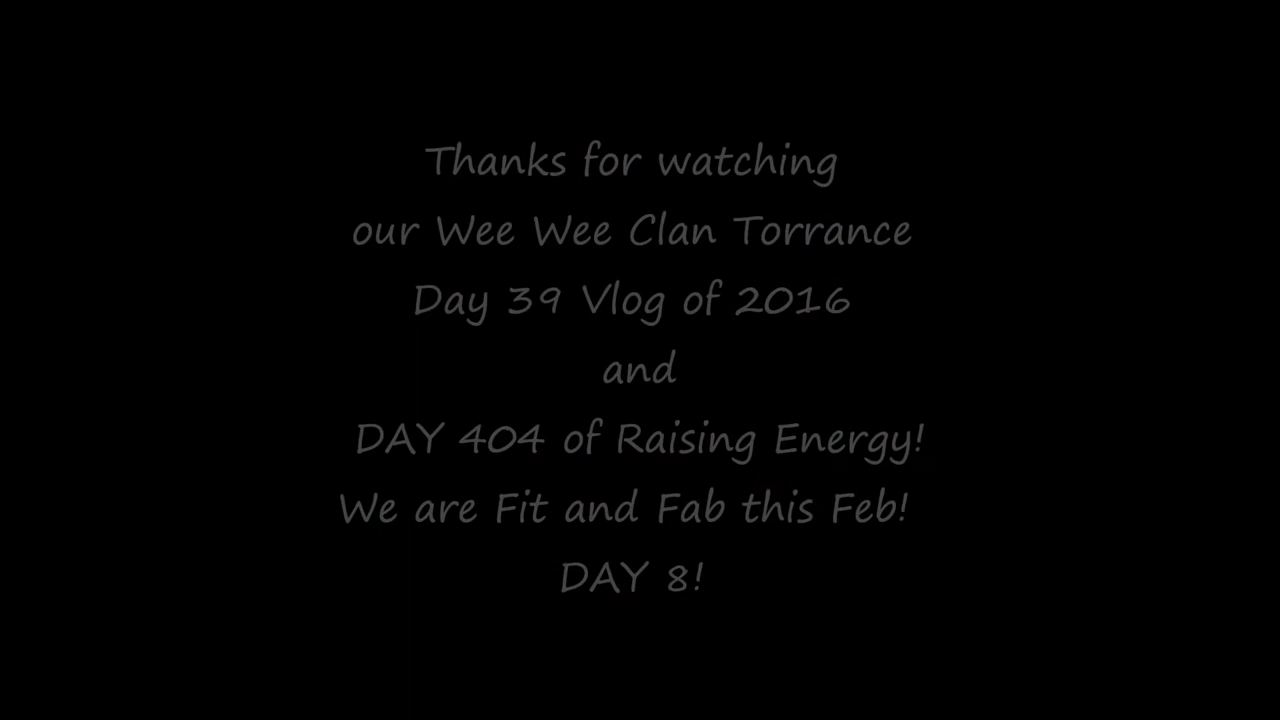 Thanks for watching
our Wee Wee Clan Torrance
Day 39 Vlog of 2016
and
DAY 404 of Raising Energy!
We are Fit and Fab this Feb!
DAY 8!